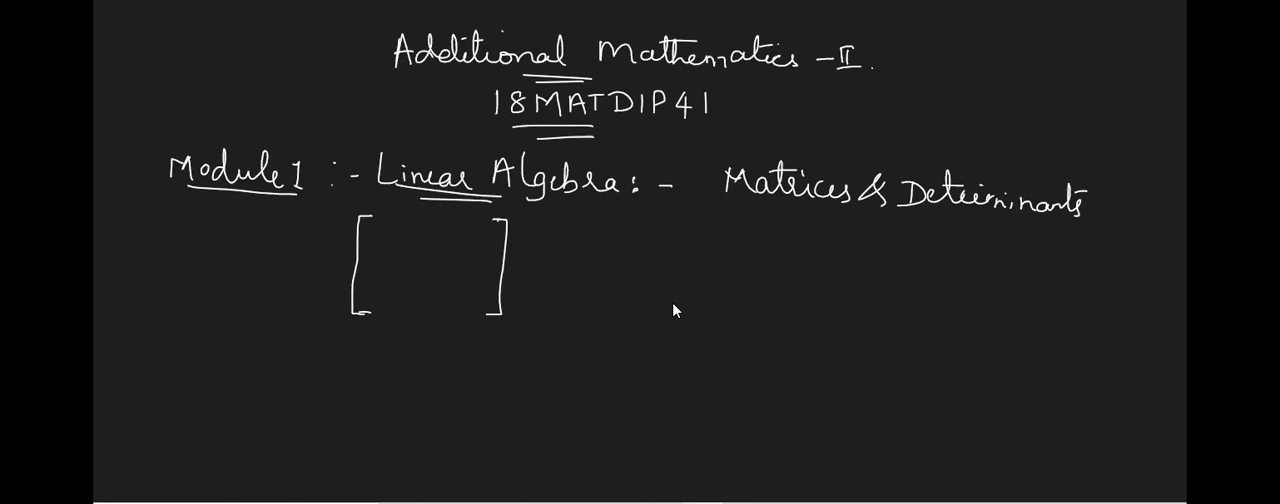 Additional Mathematics - II.
18MATDIP41
Module 1 :- Linear Algebra: - Matrices & Determinants
[ ]